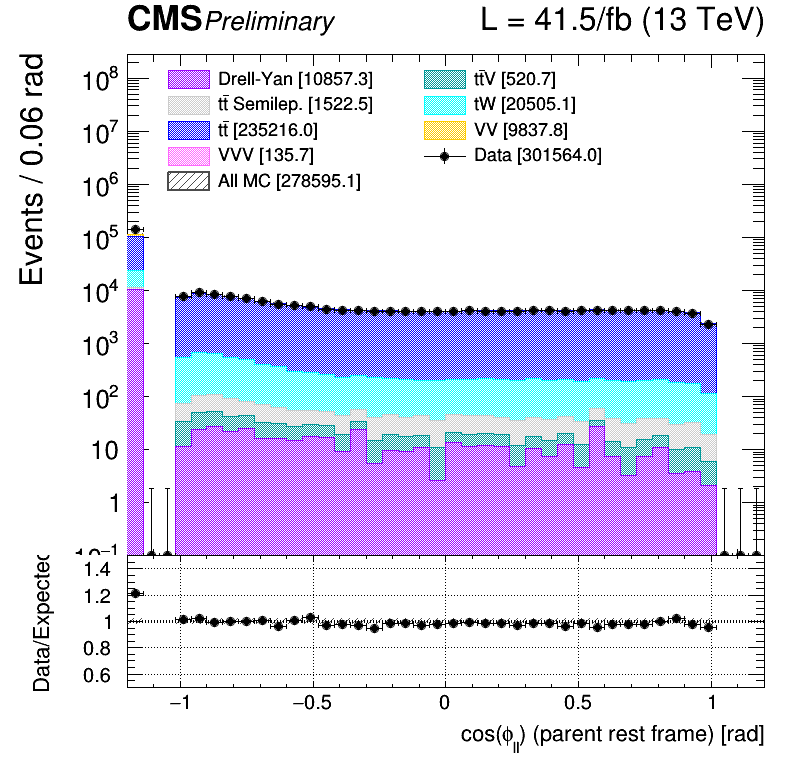 CMS Preliminary L = 41.5/fb (13 TeV)
Events / 0.06 rad
Drell-Yan [10857.3]
tt̄ Semilep. [1522.5]
tt̄ [235216.0]
VVV [135.7]
All MC [278595.1]
tt̄V [520.7]
tW [20505.1]
VV [9837.8]
Data [301564.0]
10⁸
10⁷
10⁶
10⁵
10⁴
10³
10²
10
1
10⁻¹
Data/Expected
1.4
1.2
1
0.8
0.6
−1 −0.5 0 0.5 1
cos(ϕ_ll) (parent rest frame) [rad]